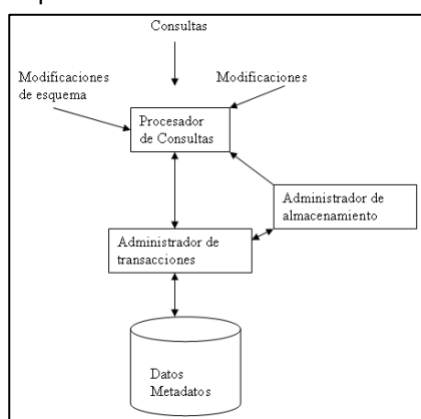 Consultas
Modificaciones
de esquema
Modificaciones
Procesador
de Consultas
Administrador de
almacenamiento
Administrador de
transacciones
Datos
Metadatos